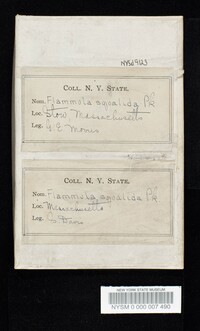 COLL. N. Y. STATE.
Nom. Flammula squalida Pk
Loc. Stow, Massachusetts
Leg. G. E. Morris
COLL. N. Y. STATE.
Nom. Flammula squalida Pk
Loc. Massachusetts
Leg.
NEW YORK STATE MUSEUM
NYSM 0 000 007 490